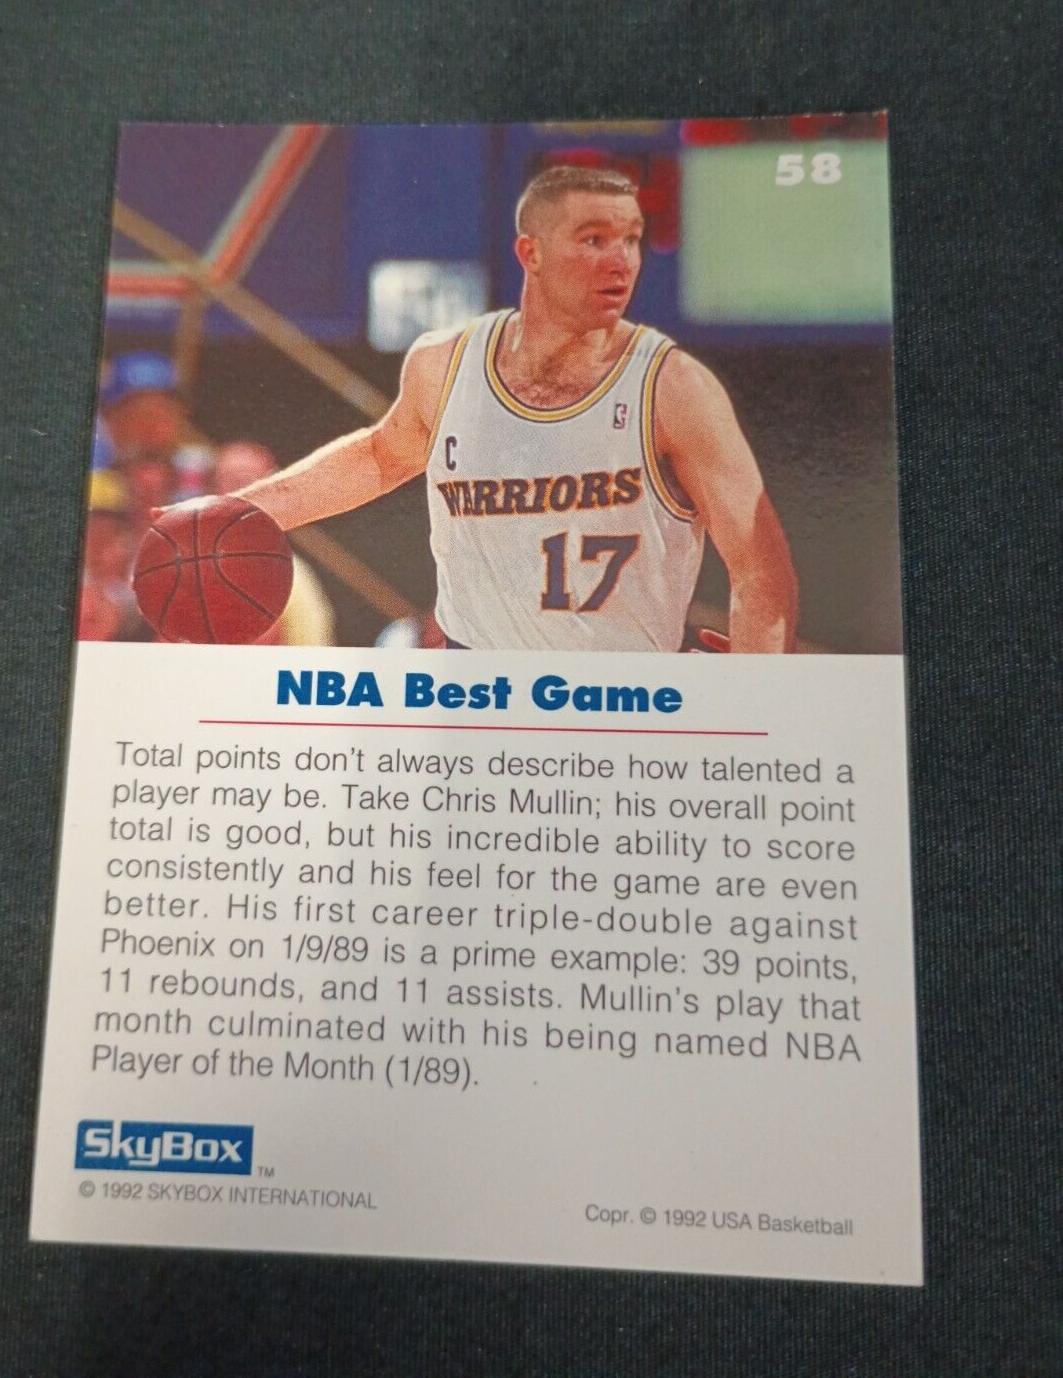 58
C
WARRIORS
17
NBA Best Game
Total points don't always describe how talented a
player may be. Take Chris Mullin; his overall point
total is good, but his incredible ability to score
consistently and his feel for the game are even
better. His first career triple-double against
Phoenix on 1/9/89 is a prime example: 39 points,
11 rebounds, and 11 assists. Mullin's play that
month culminated with his being named NBA
Player of the Month (1/89).
SkyBox TM
© 1992 SKYBOX INTERNATIONAL
Copr. © 1992 USA Basketball